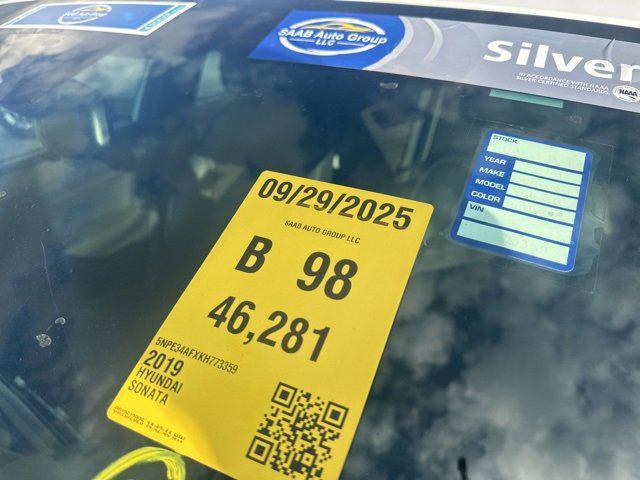 SAAB Auto Group
LLC
Silver
IN ACCORDANCE WITH NAAA
SILVER CERTIFIED STANDARDS.
NAAA
STOCK
YEAR
MAKE
MODEL
COLOR
VIN
09/29/2025
SAAB AUTO GROUP LLC
B 98
46,281
5NPE34AFXKH773359
2019
HYUNDAI
SONATA